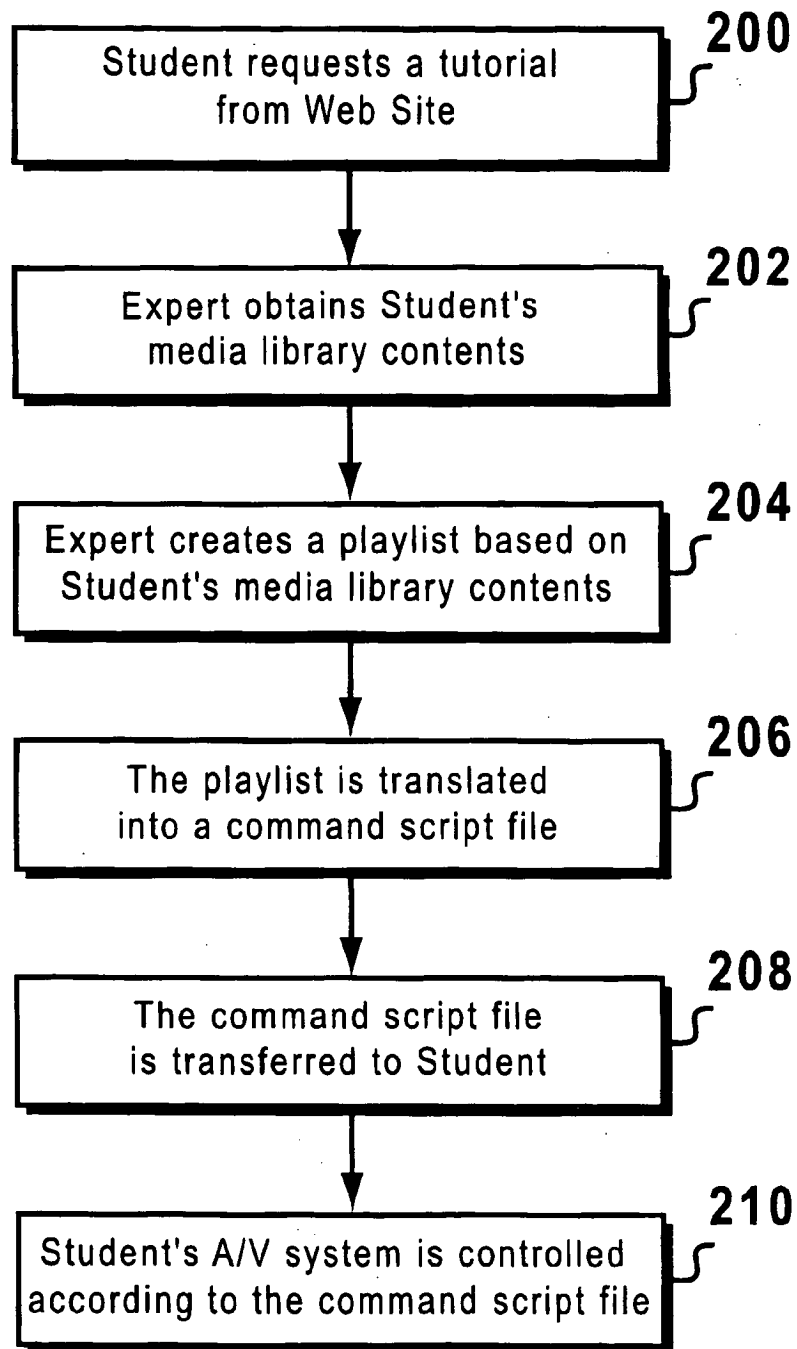 200
Student requests a tutorial
from Web Site
202
Expert obtains Student's
media library contents
204
Expert creates a playlist based on
Student's media library contents
206
The playlist is translated
into a command script file
208
The command script file
is transferred to Student
210
Student's A/V system is controlled
according to the command script file